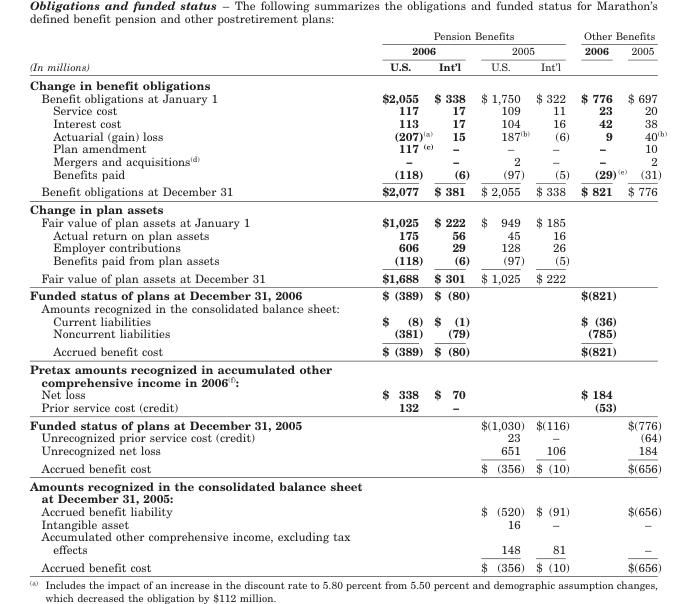 Obligations and funded status – The following summarizes the obligations and funded status for Marathon's
defined benefit pension and other postretirement plans:
Pension Benefits Other Benefits
2006 2005 2006 2005
(In millions) U.S. Int'l U.S. Int'l
Change in benefit obligations
Benefit obligations at January 1 $2,055 $ 338 $ 1,750 $ 322 $ 776 $ 697
Service cost 117 17 109 11 23 20
Interest cost 113 17 104 16 42 38
Actuarial (gain) loss (207)(a) 15 187(b) (6) 9 40(b)
Plan amendment 117 (c) – – – – 10
Mergers and acquisitions(d) – – 2 – – 2
Benefits paid (118) (6) (97) (5) (29)(e) (31)
Benefit obligations at December 31 $2,077 $ 381 $ 2,055 $ 338 $ 821 $ 776
Change in plan assets
Fair value of plan assets at January 1 $1,025 $ 222 $ 949 $ 185
Actual return on plan assets 175 56 45 16
Employer contributions 606 29 128 26
Benefits paid from plan assets (118) (6) (97) (5)
Fair value of plan assets at December 31 $1,688 $ 301 $ 1,025 $ 222
Funded status of plans at December 31, 2006 $ (389) $ (80) $(821)
Amounts recognized in the consolidated balance sheet:
Current liabilities $ (8) $ (1) $ (36)
Noncurrent liabilities (381) (79) (785)
Accrued benefit cost $ (389) $ (80) $(821)
Pretax amounts recognized in accumulated other
comprehensive income in 2006(f):
Net loss $ 338 $ 70 $ 184
Prior service cost (credit) 132 – (53)
Funded status of plans at December 31, 2005 $(1,030) $(116) $(776)
Unrecognized prior service cost (credit) 23 – (64)
Unrecognized net loss 651 106 184
Accrued benefit cost $ (356) $ (10) $(656)
Amounts recognized in the consolidated balance sheet
at December 31, 2005:
Accrued benefit liability $ (520) $ (91) $(656)
Intangible asset 16 – –
Accumulated other comprehensive income, excluding tax
effects 148 81 –
Accrued benefit cost $ (356) $ (10) $(656)
(a) Includes the impact of an increase in the discount rate to 5.80 percent from 5.50 percent and demographic assumption changes,
which decreased the obligation by $112 million.